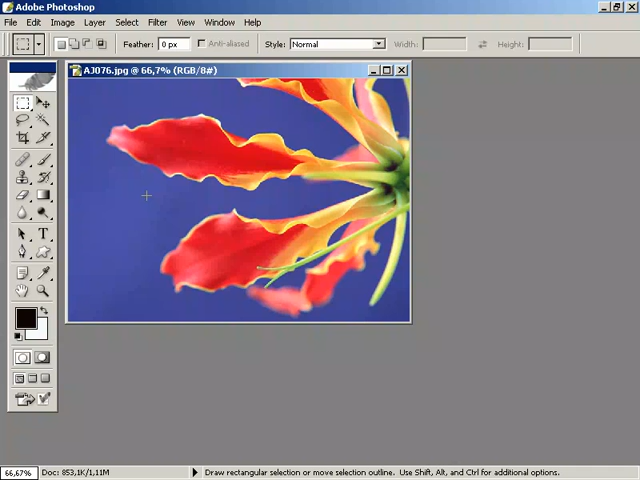 Adobe Photoshop
File Edit Image Layer Select Filter View Window Help
Feather: 0 px Anti-aliased Style: Normal Width: Height:
AJ076.jpg @ 66,7% (RGB/8#)
T
66,67% Doc: 853,1K/1,11M Draw rectangular selection or move selection outline. Use Shift, Alt, and Ctrl for additional options.